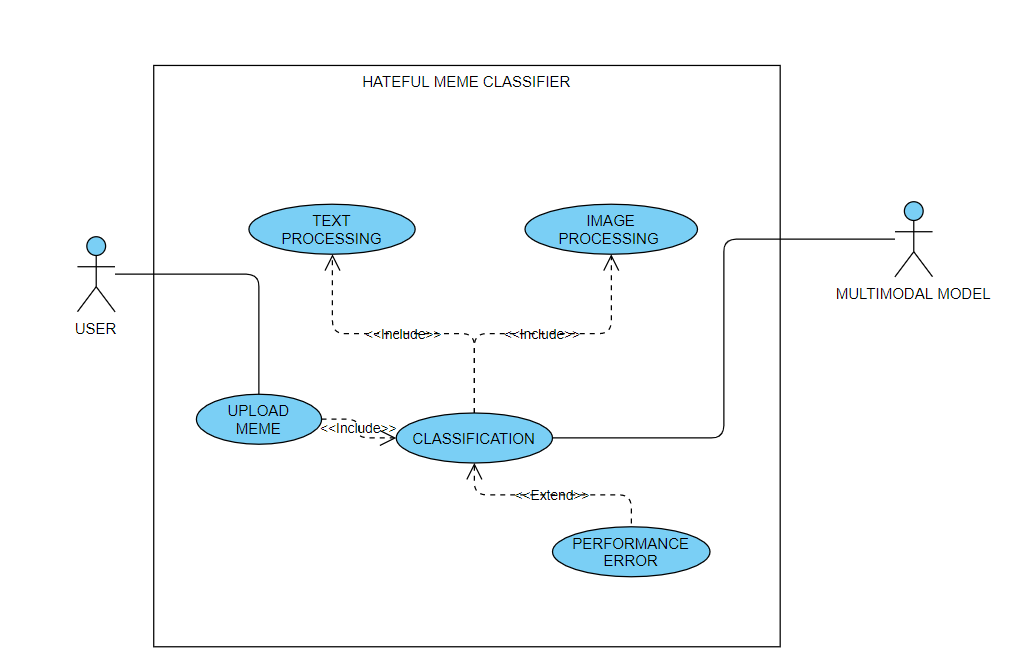 HATEFUL MEME CLASSIFIER
TEXT
PROCESSING
IMAGE
PROCESSING
USER
MULTIMODAL MODEL
<<Include>>
<<Include>>
UPLOAD
MEME
<<Include>>
CLASSIFICATION
<<Extend>>
PERFORMANCE
ERROR